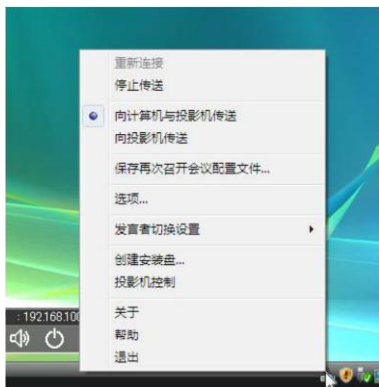 重新连接
停止传送
向计算机与投影机传送
向投影机传送
保存再次召开会议配置文件...
选项...
发言者切换设置
创建安装盘...
投影机控制
关于
帮助
退出
: 192.168.100